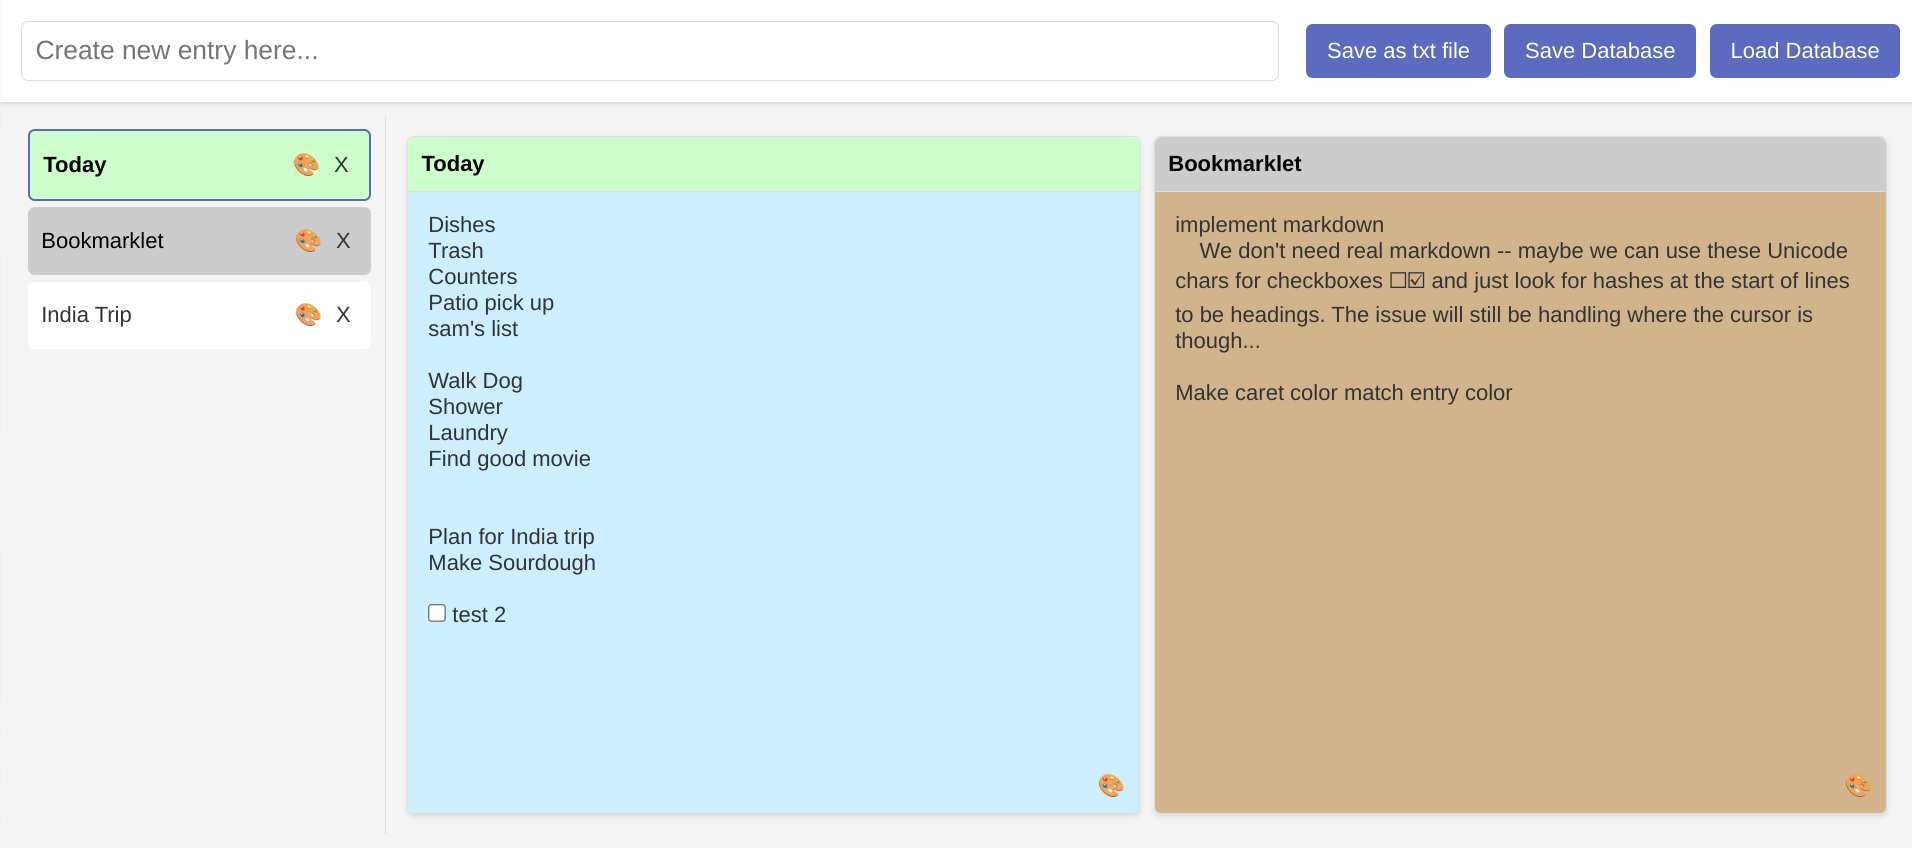 Create new entry here...
Save as txt file
Save Database
Load Database
Today X
Bookmarklet X
India Trip X
Today
Dishes
Trash
Counters
Patio pick up
sam's list
Walk Dog
Shower
Laundry
Find good movie
Plan for India trip
Make Sourdough
test 2
Bookmarklet
implement markdown
We don't need real markdown -- maybe we can use these Unicode
chars for checkboxes ☐☑ and just look for hashes at the start of lines
to be headings. The issue will still be handling where the cursor is
though...
Make caret color match entry color